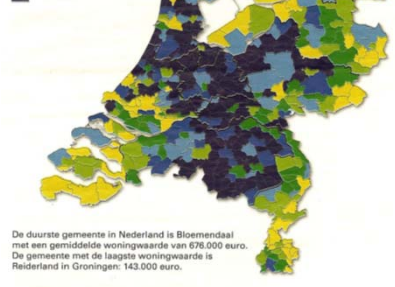 De duurste gemeente in Nederland is Bloemendaal
met een gemiddelde woningwaarde van 676.000 euro.
De gemeente met de laagste woningwaarde is
Reiderland in Groningen: 143.000 euro.